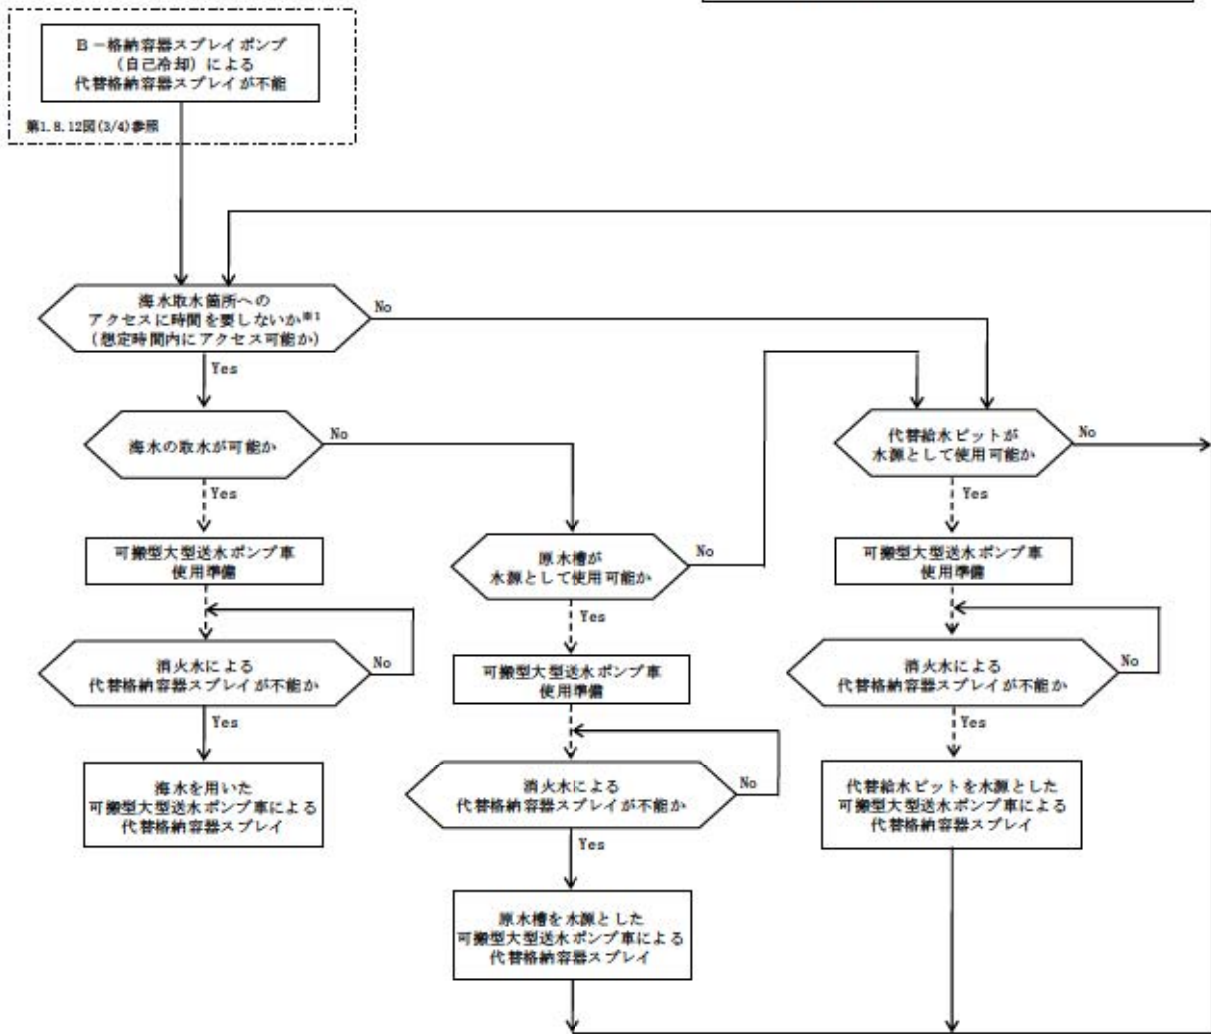 B-格納容器スプレイポンプ
（自己冷却）による
代替格納容器スプレイが不能
第1.8.12図(3/4)参照
海水取水箇所への
アクセスに時間を要しないか※1
（想定時間内にアクセス可能か）
No
Yes
海水の取水が可能か
No
Yes
可搬型大型送水ポンプ車
使用準備
消火水による
代替格納容器スプレイが不能か
No
Yes
海水を用いた
可搬型大型送水ポンプ車による
代替格納容器スプレイ
原水槽が
水源として使用可能か
No
Yes
可搬型大型送水ポンプ車
使用準備
消火水による
代替格納容器スプレイが不能か
No
Yes
原水槽を水源とした
可搬型大型送水ポンプ車による
代替格納容器スプレイ
代替給水ピットが
水源として使用可能か
No
Yes
可搬型大型送水ポンプ車
使用準備
消火水による
代替格納容器スプレイが不能か
No
Yes
代替給水ピットを水源とした
可搬型大型送水ポンプ車による
代替格納容器スプレイ